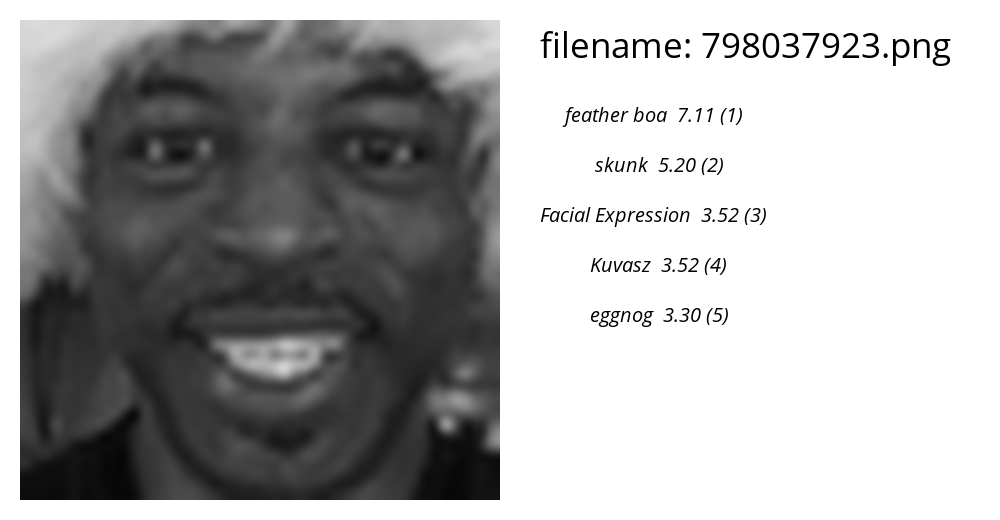 filename: 798037923.png
feather boa 7.11 (1)
skunk 5.20 (2)
Facial Expression 3.52 (3)
Kuvasz 3.52 (4)
eggnog 3.30 (5)